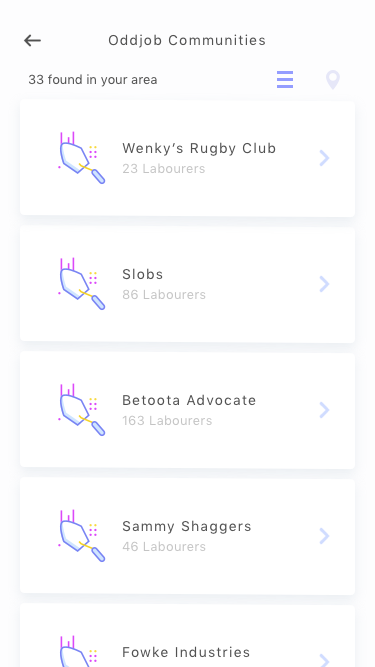 Oddjob Communities
33 found in your area
Wenky’s Rugby Club
23 Labourers
Slobs
86 Labourers
Betoota Advocate
163 Labourers
Sammy Shaggers
46 Labourers
Fowke Industries